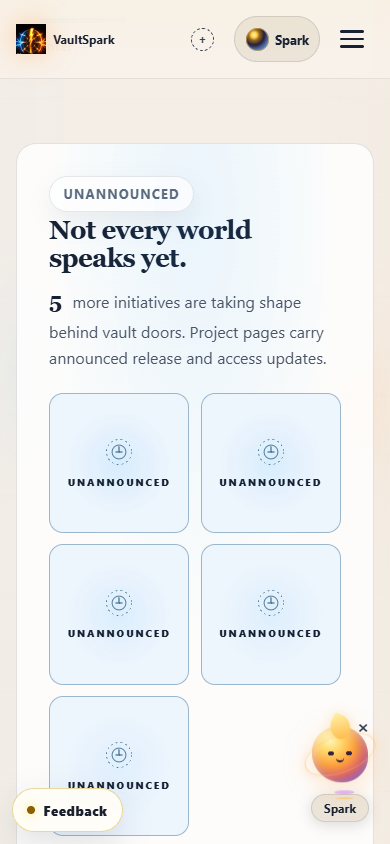 VaultSpark
+
Spark
UNANNOUNCED
Not every world
speaks yet.
5 more initiatives are taking shape
behind vault doors. Project pages carry
announced release and access updates.
UNANNOUNCED
UNANNOUNCED
UNANNOUNCED
UNANNOUNCED
UNANNOUNCED
×
Spark
Feedback